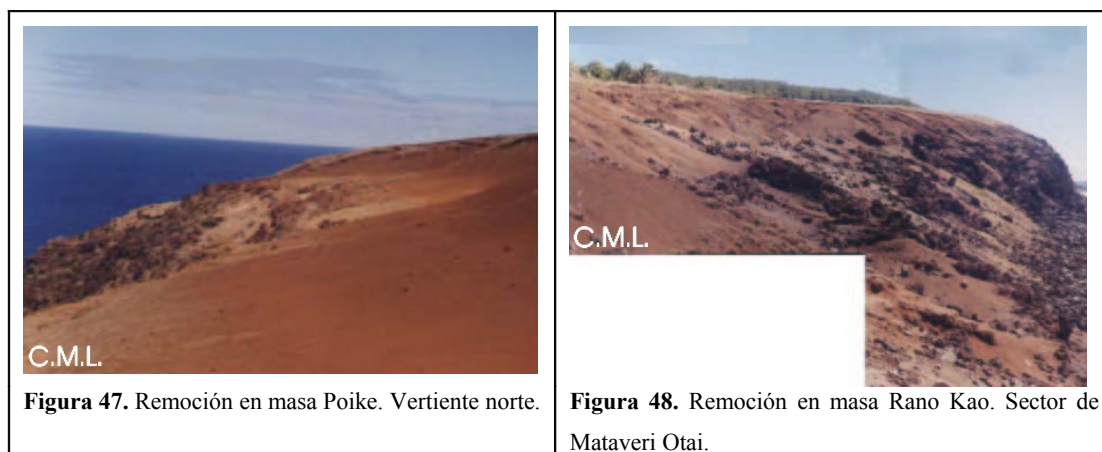 C.M.L.
Figura 47. Remoción en masa Poike. Vertiente norte.
C.M.L.
Figura 48. Remoción en masa Rano Kao. Sector de
Mataveri Otai.